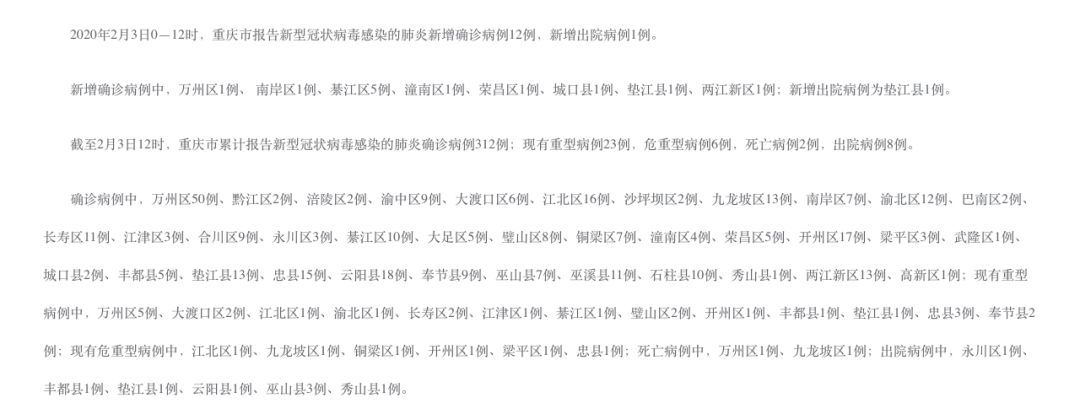 2020年2月3日0—12时，重庆市报告新型冠状病毒感染的肺炎新增确诊病例12例，新增出院病例1例。
新增确诊病例中，万州区1例、 南岸区1例、綦江区5例、潼南区1例、荣昌区1例、城口县1例、垫江县1例、两江新区1例；新增出院病例为垫江县1例。
截至2月3日12时，重庆市累计报告新型冠状病毒感染的肺炎确诊病例312例；现有重型病例23例，危重型病例6例，死亡病例2例，出院病例8例。
确诊病例中，万州区50例、黔江区2例、涪陵区2例、渝中区9例、大渡口区6例、江北区16例、沙坪坝区2例、九龙坡区13例、南岸区7例、渝北区12例、巴南区2例、
长寿区11例、江津区3例、合川区9例、永川区3例、綦江区10例、大足区5例、璧山区8例、铜梁区7例、潼南区4例、荣昌区5例、开州区17例、梁平区3例、武隆区1例、
城口县2例、丰都县5例、垫江县13例、忠县15例、云阳县18例、奉节县9例、巫山县7例、巫溪县11例、石柱县10例、秀山县1例、两江新区13例、高新区1例；现有重型
病例中，万州区5例、大渡口区2例、江北区1例、渝北区1例、长寿区2例、江津区1例、綦江区1例、璧山区2例、开州区1例、丰都县1例、垫江县1例、忠县3例、奉节县2
例；现有危重型病例中，江北区1例、九龙坡区1例、铜梁区1例、开州区1例、梁平区1例、忠县1例；死亡病例中，万州区1例、九龙坡区1例；出院病例中，永川区1例、
丰都县1例、垫江县1例、云阳县1例、巫山县3例、秀山县1例。